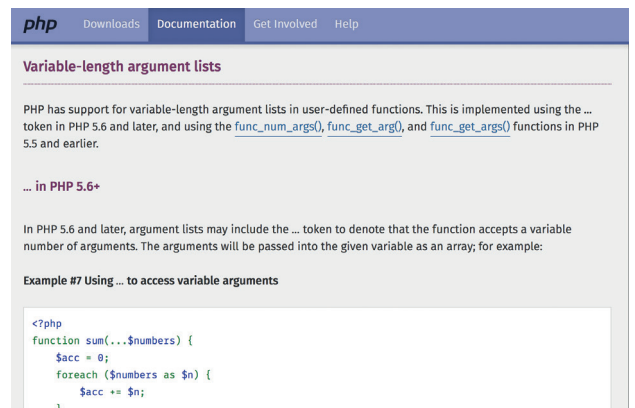 php Downloads Documentation Get Involved Help
Variable-length argument lists
PHP has support for variable-length argument lists in user-defined functions. This is implemented using the ...
token in PHP 5.6 and later, and using the func_num_args(), func_get_arg(), and func_get_args() functions in PHP
5.5 and earlier.
... in PHP 5.6+
In PHP 5.6 and later, argument lists may include the ... token to denote that the function accepts a variable
number of arguments. The arguments will be passed into the given variable as an array; for example:
Example #7 Using ... to access variable arguments
<?php
function sum(...$numbers) {
    $acc = 0;
    foreach ($numbers as $n) {
        $acc += $n;
    }